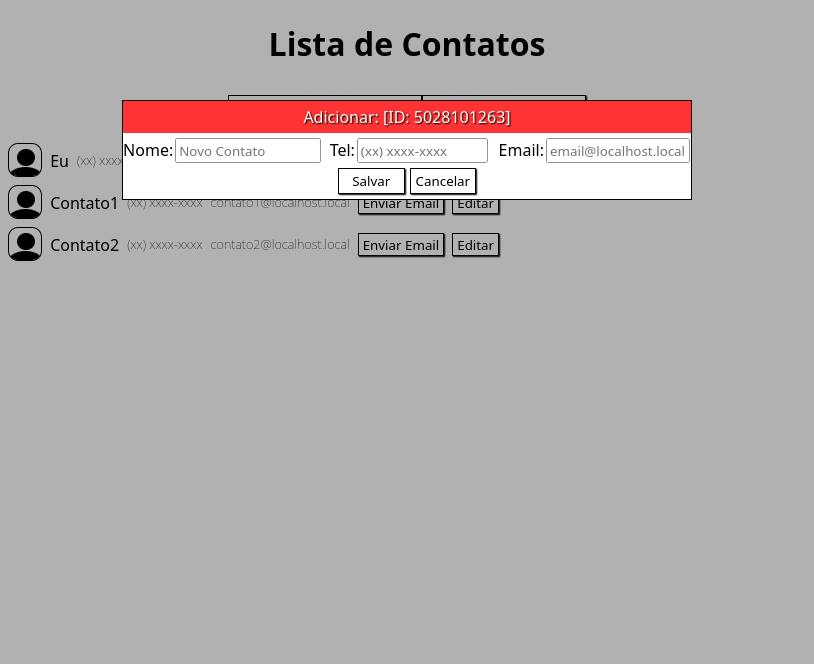 Lista de Contatos
Adicionar: [ID: 5028101263]
Nome: Novo Contato Tel: (xx) xxxx-xxxx Email: email@localhost.local
Eu (xx) xxxx
Salvar Cancelar
Contato1 (xx) xxxx-xxxx contato1@localhost.local Enviar Email Editar
Contato2 (xx) xxxx-xxxx contato2@localhost.local Enviar Email Editar